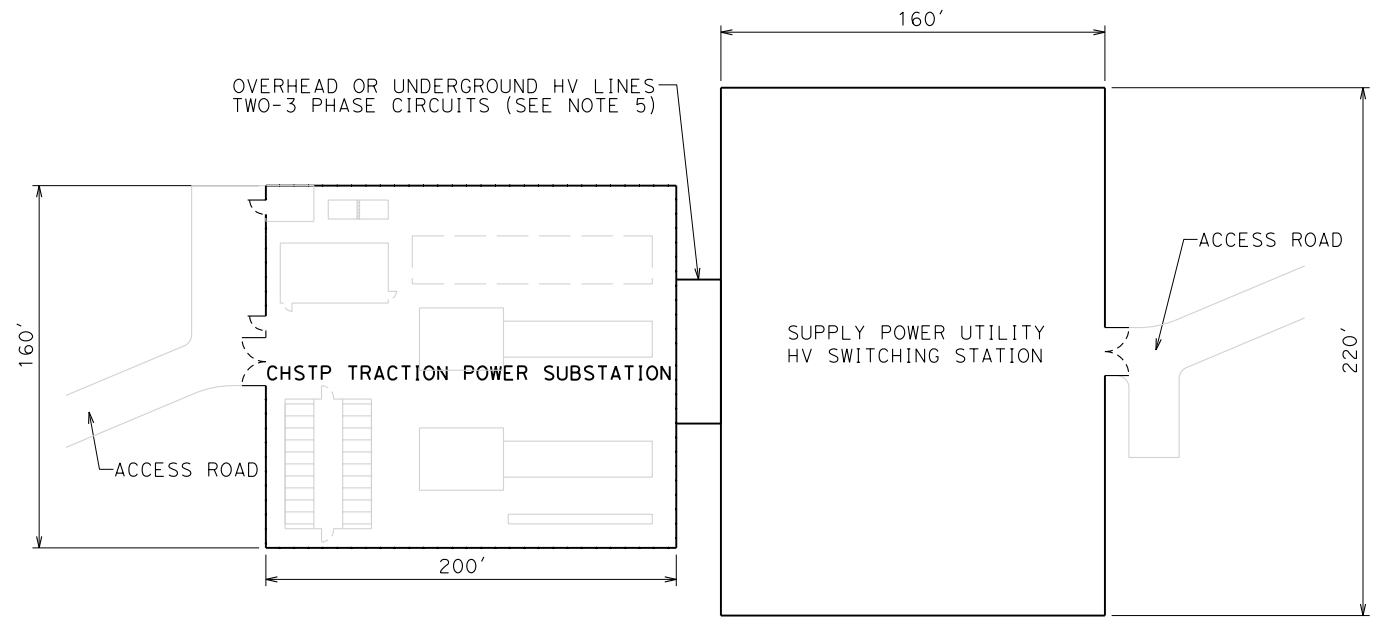 160′
OVERHEAD OR UNDERGROUND HV LINES
TWO-3 PHASE CIRCUITS (SEE NOTE 5)
ACCESS ROAD
160′
SUPPLY POWER UTILITY
HV SWITCHING STATION
220′
CHSTP TRACTION POWER SUBSTATION
ACCESS ROAD
200′